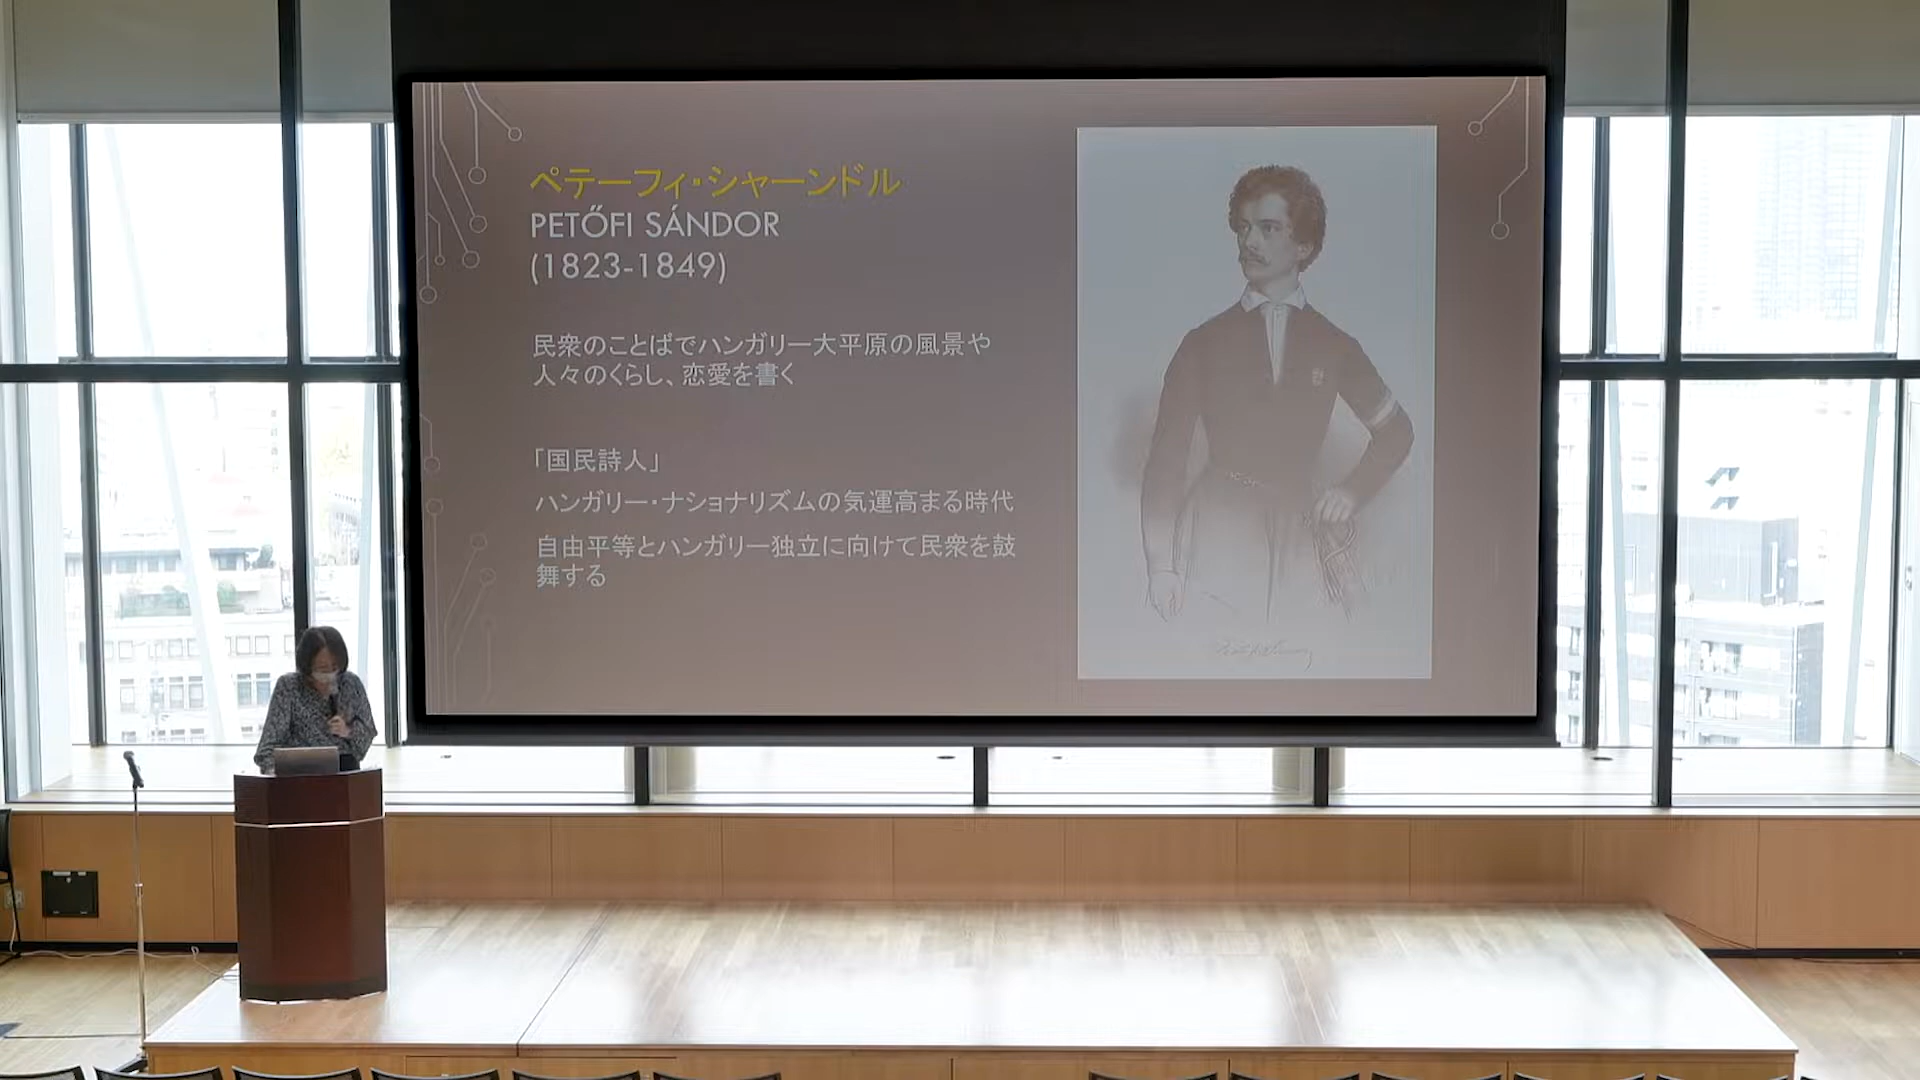 ペテーフィ・シャーンドル
PETŐFI SÁNDOR
(1823-1849)
民衆のことばでハンガリー大平原の風景や
人々のくらし、恋愛を書く
「国民詩人」
ハンガリー・ナショナリズムの気運高まる時代
自由平等とハンガリー独立に向けて民衆を鼓
舞する